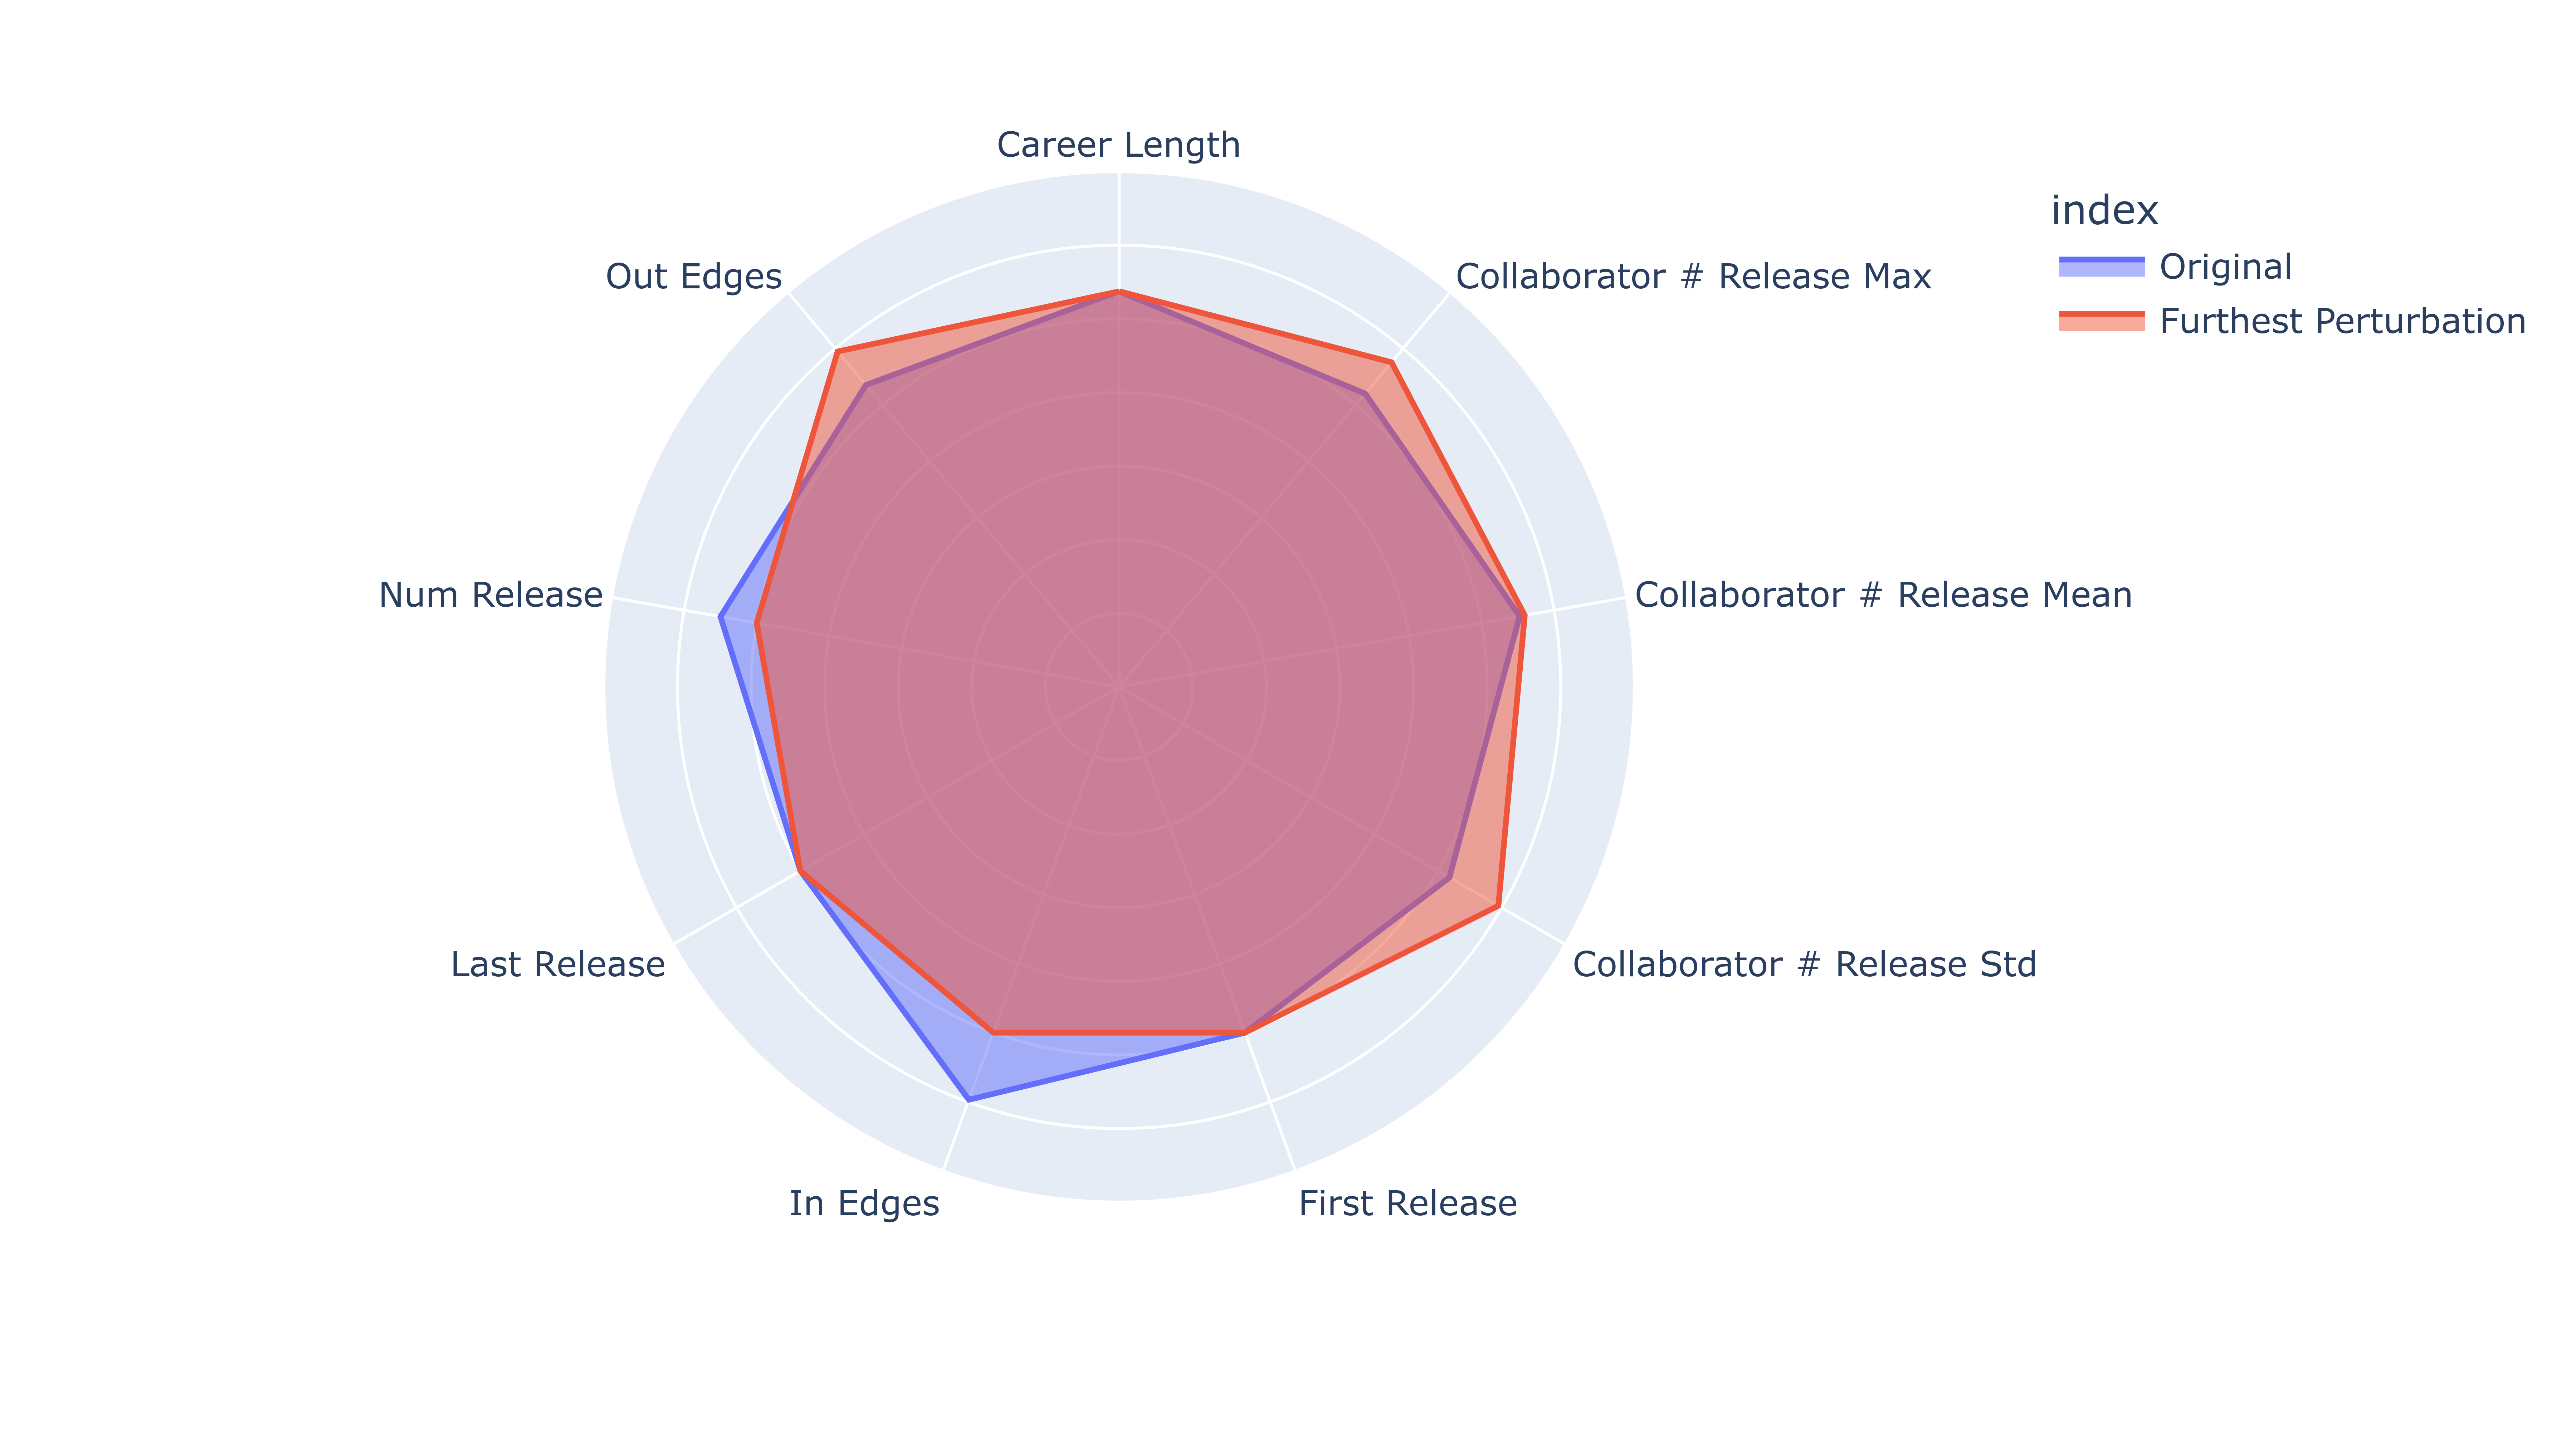 Career Length
Collaborator # Release Max
Collaborator # Release Mean
Collaborator # Release Std
First Release
In Edges
Last Release
Num Release
Out Edges
index
Original
Furthest Perturbation